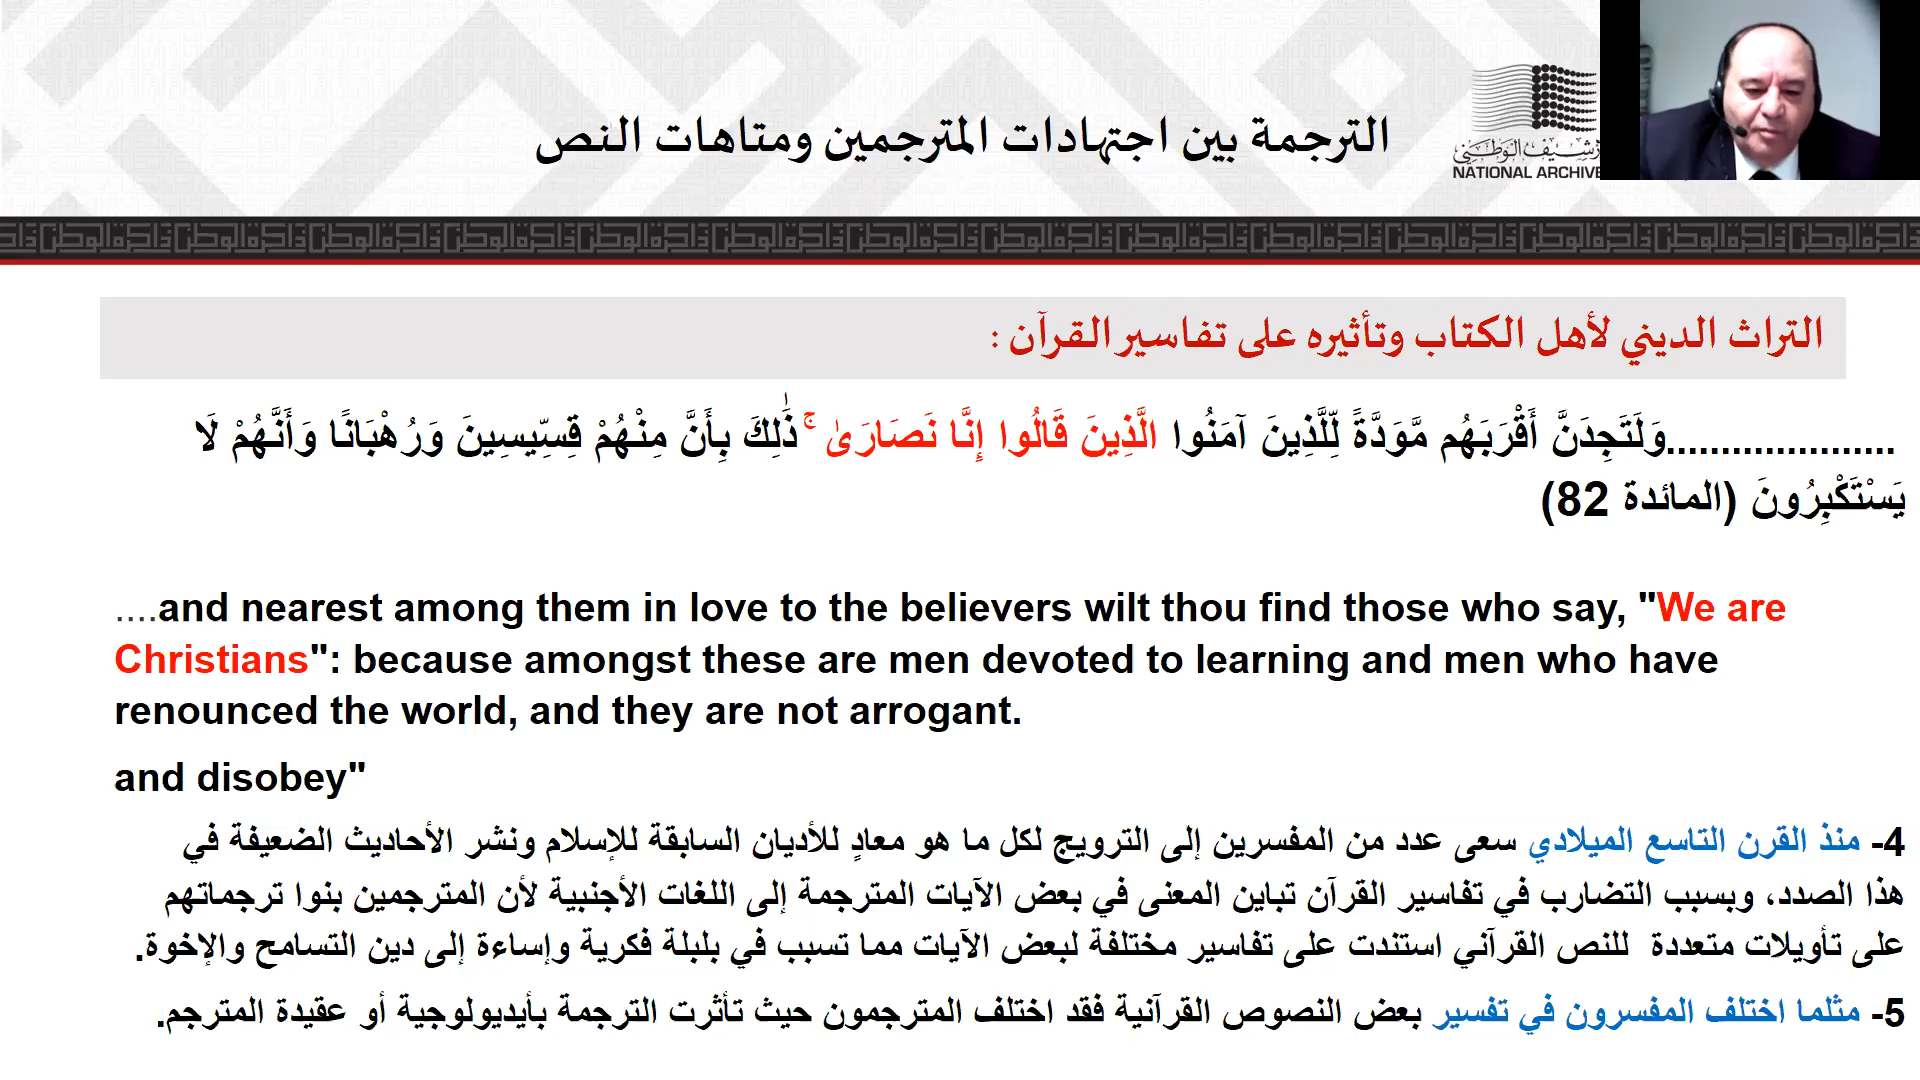 الترجمة بين اجتهادات المترجمين ومتاهات النص
NATIONAL ARCHIVE
التراث الديني لأهل الكتاب وتأثيره على تفاسير القرآن :
.....................وَلَتَجِدَنَّ أَقْرَبَهُم مَّوَدَّةً لِّلَّذِينَ آمَنُوا الَّذِينَ قَالُوا إِنَّا نَصَارَىٰ ۚ ذَٰلِكَ بِأَنَّ مِنْهُمْ قِسِّيسِينَ وَرُهْبَانًا وَأَنَّهُمْ لَا
يَسْتَكْبِرُونَ (المائدة 82)
....and nearest among them in love to the believers wilt thou find those who say, "We are
Christians": because amongst these are men devoted to learning and men who have
renounced the world, and they are not arrogant.
and disobey"
4- منذ القرن التاسع الميلادي سعى عدد من المفسرين إلى الترويج لكل ما هو معادٍ للأديان السابقة للإسلام ونشر الأحاديث الضعيفة في
هذا الصدد، وبسبب التضارب في تفاسير القرآن تباين المعنى في بعض الآيات المترجمة إلى اللغات الأجنبية لأن المترجمين بنوا ترجماتهم
على تأويلات متعددة للنص القرآني استندت على تفاسير مختلفة لبعض الآيات مما تسبب في بلبلة فكرية وإساءة إلى دين التسامح والإخوة.
5- مثلما اختلف المفسرون في تفسير بعض النصوص القرآنية فقد اختلف المترجمون حيث تأثرت الترجمة بأيديولوجية أو عقيدة المترجم.